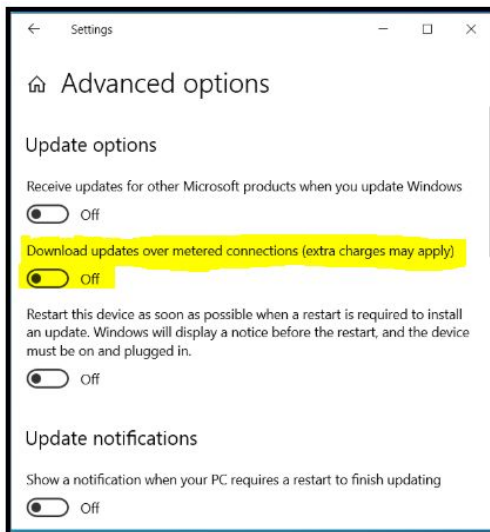 Settings
Advanced options
Update options
Receive updates for other Microsoft products when you update Windows
Off
Download updates over metered connections (extra charges may apply)
Off
Restart this device as soon as possible when a restart is required to install
an update. Windows will display a notice before the restart, and the device
must be on and plugged in.
Off
Update notifications
Show a notification when your PC requires a restart to finish updating
Off